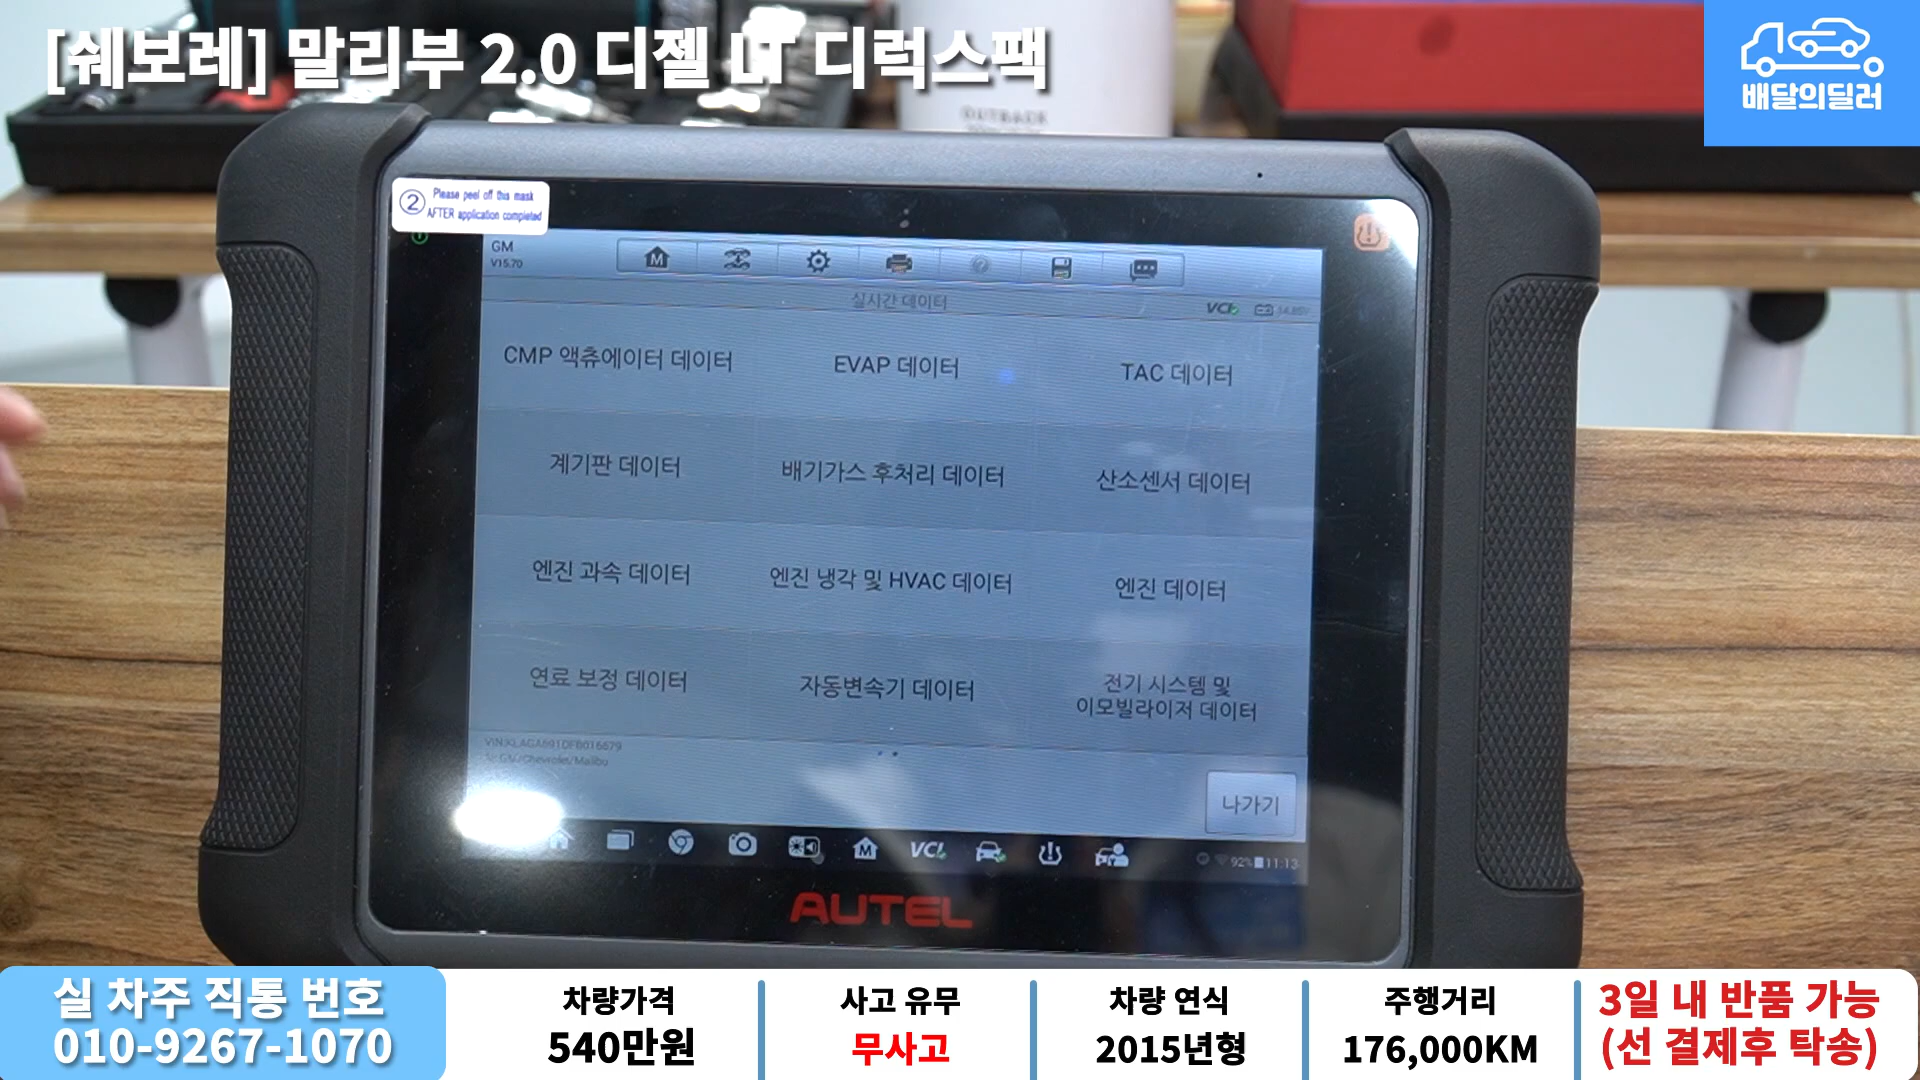 [쉐보레] 말리부 2.0 디젤 LT 디럭스팩
배달의딜러
OUTBACK
② Please peel off this mask
AFTER application completed
GM
V15.70
실시간 데이터
VCI
CMP 액츄에이터 데이터
EVAP 데이터
TAC 데이터
계기판 데이터
배기가스 후처리 데이터
산소센서 데이터
엔진 과속 데이터
엔진 냉각 및 HVAC 데이터
엔진 데이터
연료 보정 데이터
자동변속기 데이터
전기 시스템 및
이모빌라이저 데이터
나가기
VCI
92% 11:13
AUTEL
실 차주 직통 번호
010-9267-1070
차량가격
540만원
사고 유무
무사고
차량 연식
2015년형
주행거리
176,000KM
3일 내 반품 가능
(선 결제후 탁송)